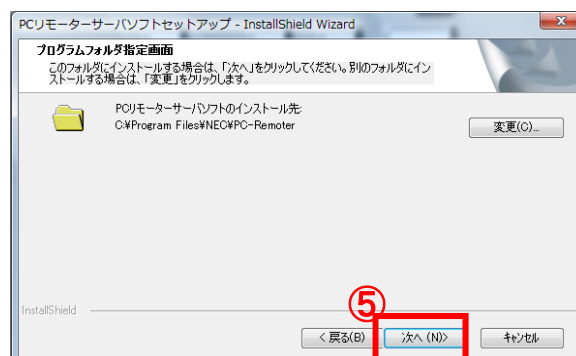 PCリモーターサーバソフトセットアップ - InstallShield Wizard
プログラムフォルダ指定画面
このフォルダにインストールする場合は、「次へ」をクリックしてください。別のフォルダにイン
ストールする場合は、「変更」をクリックします。
PCリモーターサーバソフトのインストール先:
C:¥Program Files¥NEC¥PC-Remoter
変更(C)...
InstallShield
⑤
< 戻る(B)
次へ (N)>
キャンセル